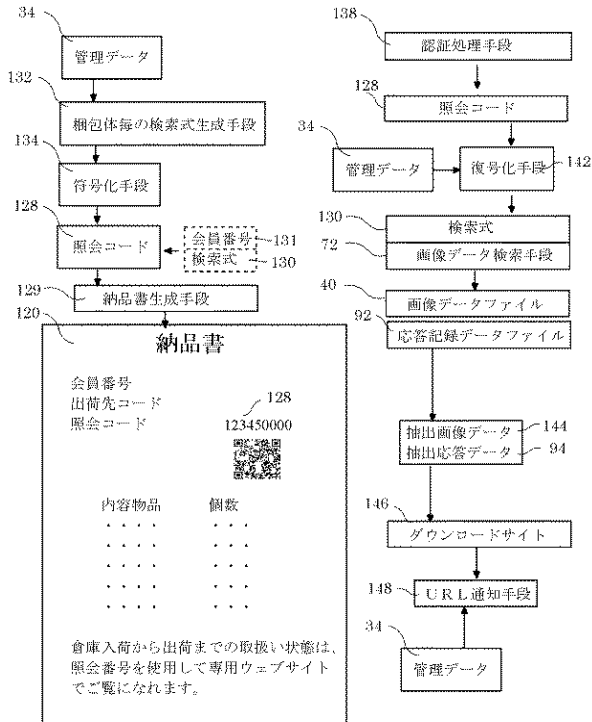 34
管理データ
132
梱包体毎の検索式生成手段
134
符号化手段
128
照会コード
会員番号
131
検索式
130
129
納品書生成手段
120
納品書
会員番号
出荷先コード
照会コード
128
123450000
内容物品 個数
・・・・ ・・・
・・・・ ・・・
・・・・ ・・・
・・・・ ・・・
・・・・ ・・・
倉庫入荷から出荷までの取扱い状態は、
照会番号を使用して専用ウェブサイト
でご覧になれます。
138
認証処理手段
128
照会コード
34
管理データ
復号化手段
142
130
検索式
72
画像データ検索手段
40
画像データファイル
92
応答記録データファイル
抽出画像データ
144
抽出応答データ
94
146
ダウンロードサイト
148
URL通知手段
34
管理データ